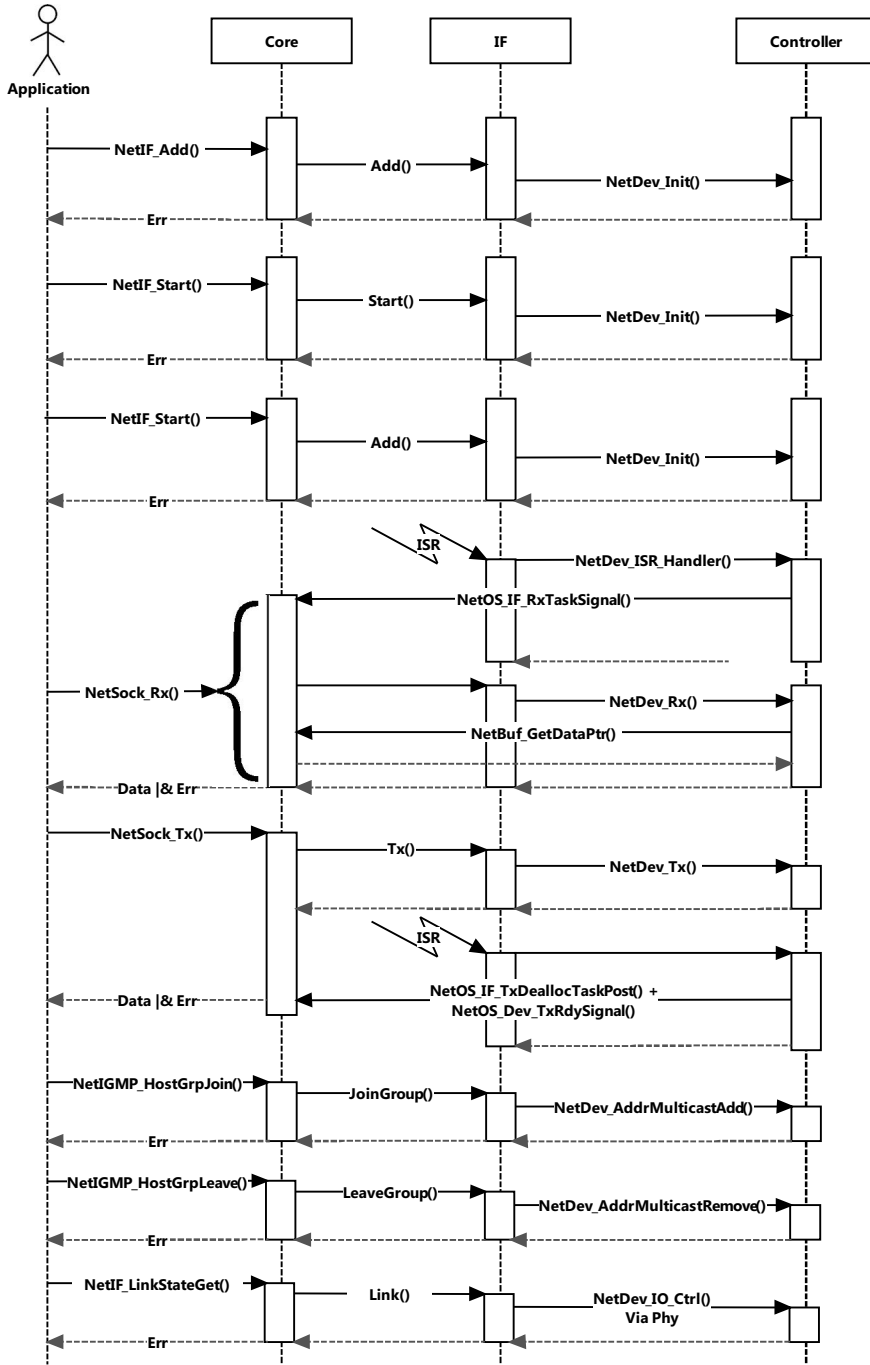 Core
IF
Controller
Application
NetIF_Add()
Add()
NetDev_Init()
Err
NetIF_Start()
Start()
NetDev_Init()
Err
NetIF_Start()
Add()
NetDev_Init()
Err
ISR
NetDev_ISR_Handler()
NetOS_IF_RxTaskSignal()
NetSock_Rx()
NetDev_Rx()
NetBuf_GetDataPtr()
Data |& Err
NetSock_Tx()
Tx()
NetDev_Tx()
ISR
NetOS_IF_TxDeallocTaskPost() +
NetOS_Dev_TxRdySignal()
Data |& Err
NetIGMP_HostGrpJoin()
JoinGroup()
NetDev_AddrMulticastAdd()
Err
NetIGMP_HostGrpLeave()
LeaveGroup()
NetDev_AddrMulticastRemove()
Err
NetIF_LinkStateGet()
Link()
NetDev_IO_Ctrl()
Via Phy
Err